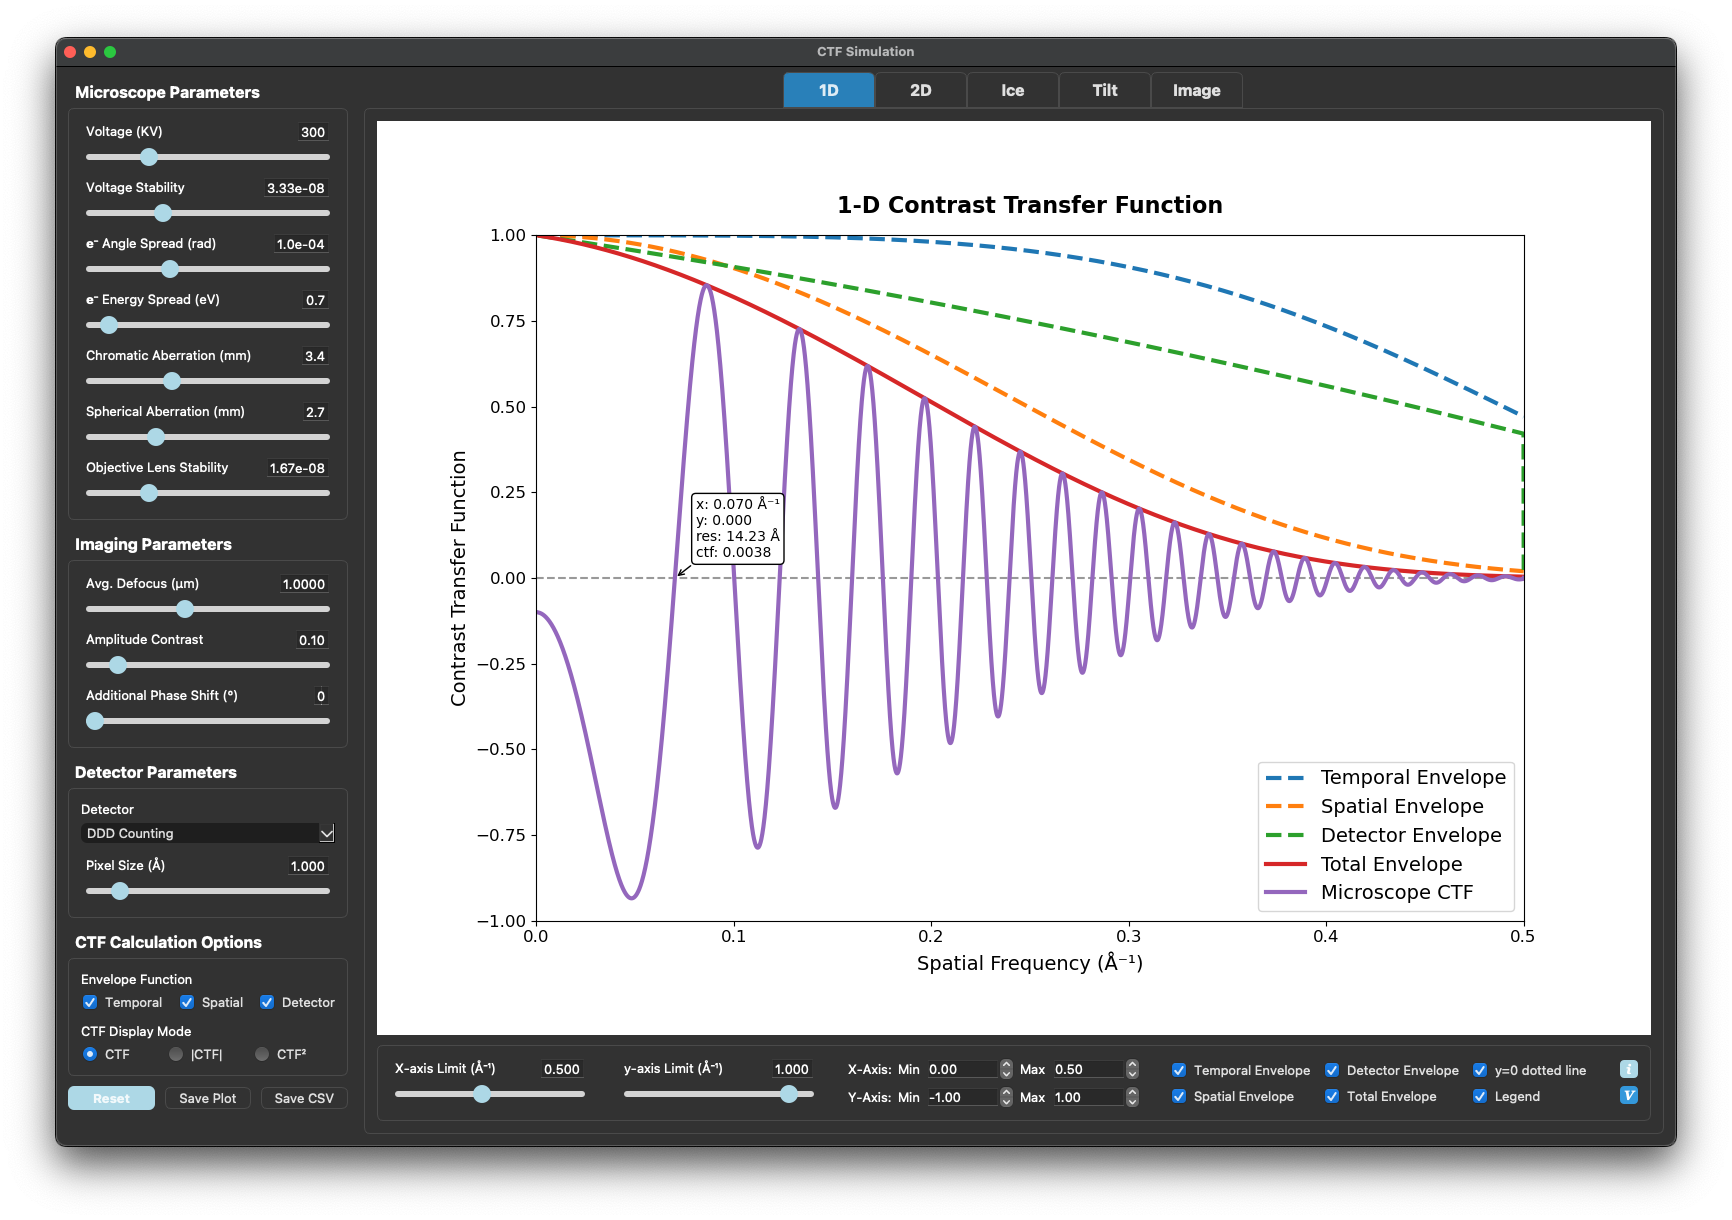 CTF Simulation
Microscope Parameters
Voltage (KV) 300
Voltage Stability 3.33e-08
e⁻ Angle Spread (rad) 1.0e-04
e⁻ Energy Spread (eV) 0.7
Chromatic Aberration (mm) 3.4
Spherical Aberration (mm) 2.7
Objective Lens Stability 1.67e-08
Imaging Parameters
Avg. Defocus (μm) 1.0000
Amplitude Contrast 0.10
Additional Phase Shift (°) 0
Detector Parameters
Detector
DDD Counting
Pixel Size (Å) 1.000
CTF Calculation Options
Envelope Function
Temporal Spatial Detector
CTF Display Mode
CTF |CTF| CTF²
Reset Save Plot Save CSV
1D 2D Ice Tilt Image
1-D Contrast Transfer Function
Contrast Transfer Function
1.00
0.75
0.50
0.25
0.00
−0.25
−0.50
−0.75
−1.00
x: 0.070 Å⁻¹
y: 0.000
res: 14.23 Å
ctf: 0.0038
Temporal Envelope
Spatial Envelope
Detector Envelope
Total Envelope
Microscope CTF
0.0 0.1 0.2 0.3 0.4 0.5
Spatial Frequency (Å⁻¹)
X-axis Limit (Å⁻¹) 0.500 y-axis Limit (Å⁻¹) 1.000 X-Axis: Min 0.00 Max 0.50 Temporal Envelope Detector Envelope y=0 dotted line i
Y-Axis: Min -1.00 Max 1.00 Spatial Envelope Total Envelope Legend V